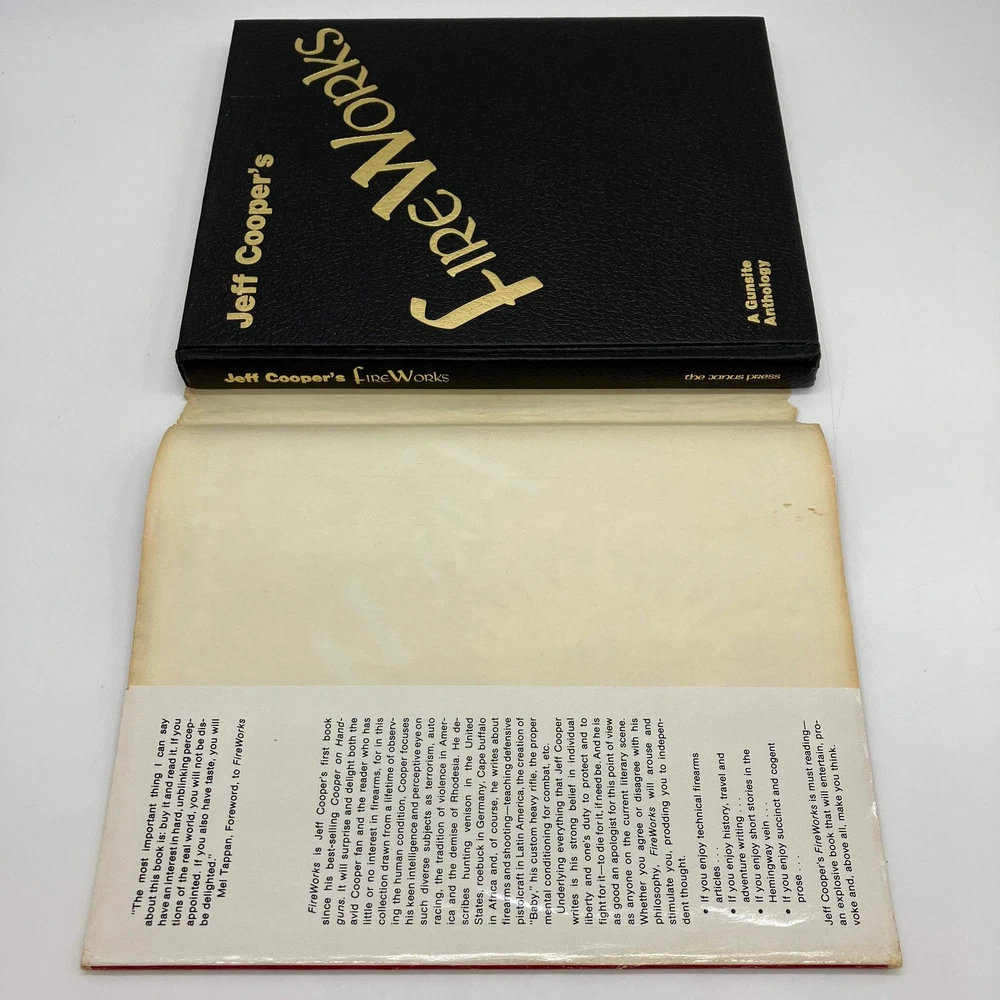 Jeff Cooper's
FIREWORKS
A Gunsite
Anthology
Jeff Cooper's FIREWORKS
the janus press
"The most important thing I can say
about this book is: buy it and read it. If you
have an interest in hard, unblinking percep-
tions of the real world, you will not be dis-
appointed. If you also have taste, you will
be delighted."
Mel Tappan, Foreword, to FireWorks
FireWorks is Jeff Cooper's first book
since his best-selling Cooper on Hand-
guns. It will surprise and delight both the
avid Cooper fan and the reader who has
little or no interest in firearms, for in this
collection drawn from a lifetime of observ-
ing the human condition, Cooper focuses
his keen intelligence and perceptive eye on
such diverse subjects as terrorism, auto
racing, the tradition of violence in Amer-
ica and the demise of Rhodesia. He de-
scribes hunting venison in the United
States, roebuck in Germany, Cape buffalo
in Africa and, of course, he writes about
firearms and shooting—teaching defensive
pistolcraft in Latin America, the creation of
"Baby," his custom heavy rifle, the proper
mental conditioning for combat, etc.
Underlying everything that Jeff Cooper
writes is his strong belief in individual
liberty and one's duty to protect and to
fight for it—to die for it, if need be. And he is
as good an apologist for this point of view
as anyone on the current literary scene.
Whether you agree or disagree with his
philosophy, FireWorks will arouse and
stimulate you, prodding you to indepen-
dent thought.
• If you enjoy technical firearms
articles . . . .
• If you enjoy history, travel and
adventure writing . . . .
• If you enjoy short stories in the
Hemingway vein . . . .
• If you enjoy succinct and cogent
prose . . . .
Jeff Cooper's FireWorks is must reading—
an explosive book that will entertain, pro-
voke and, above all, make you think.